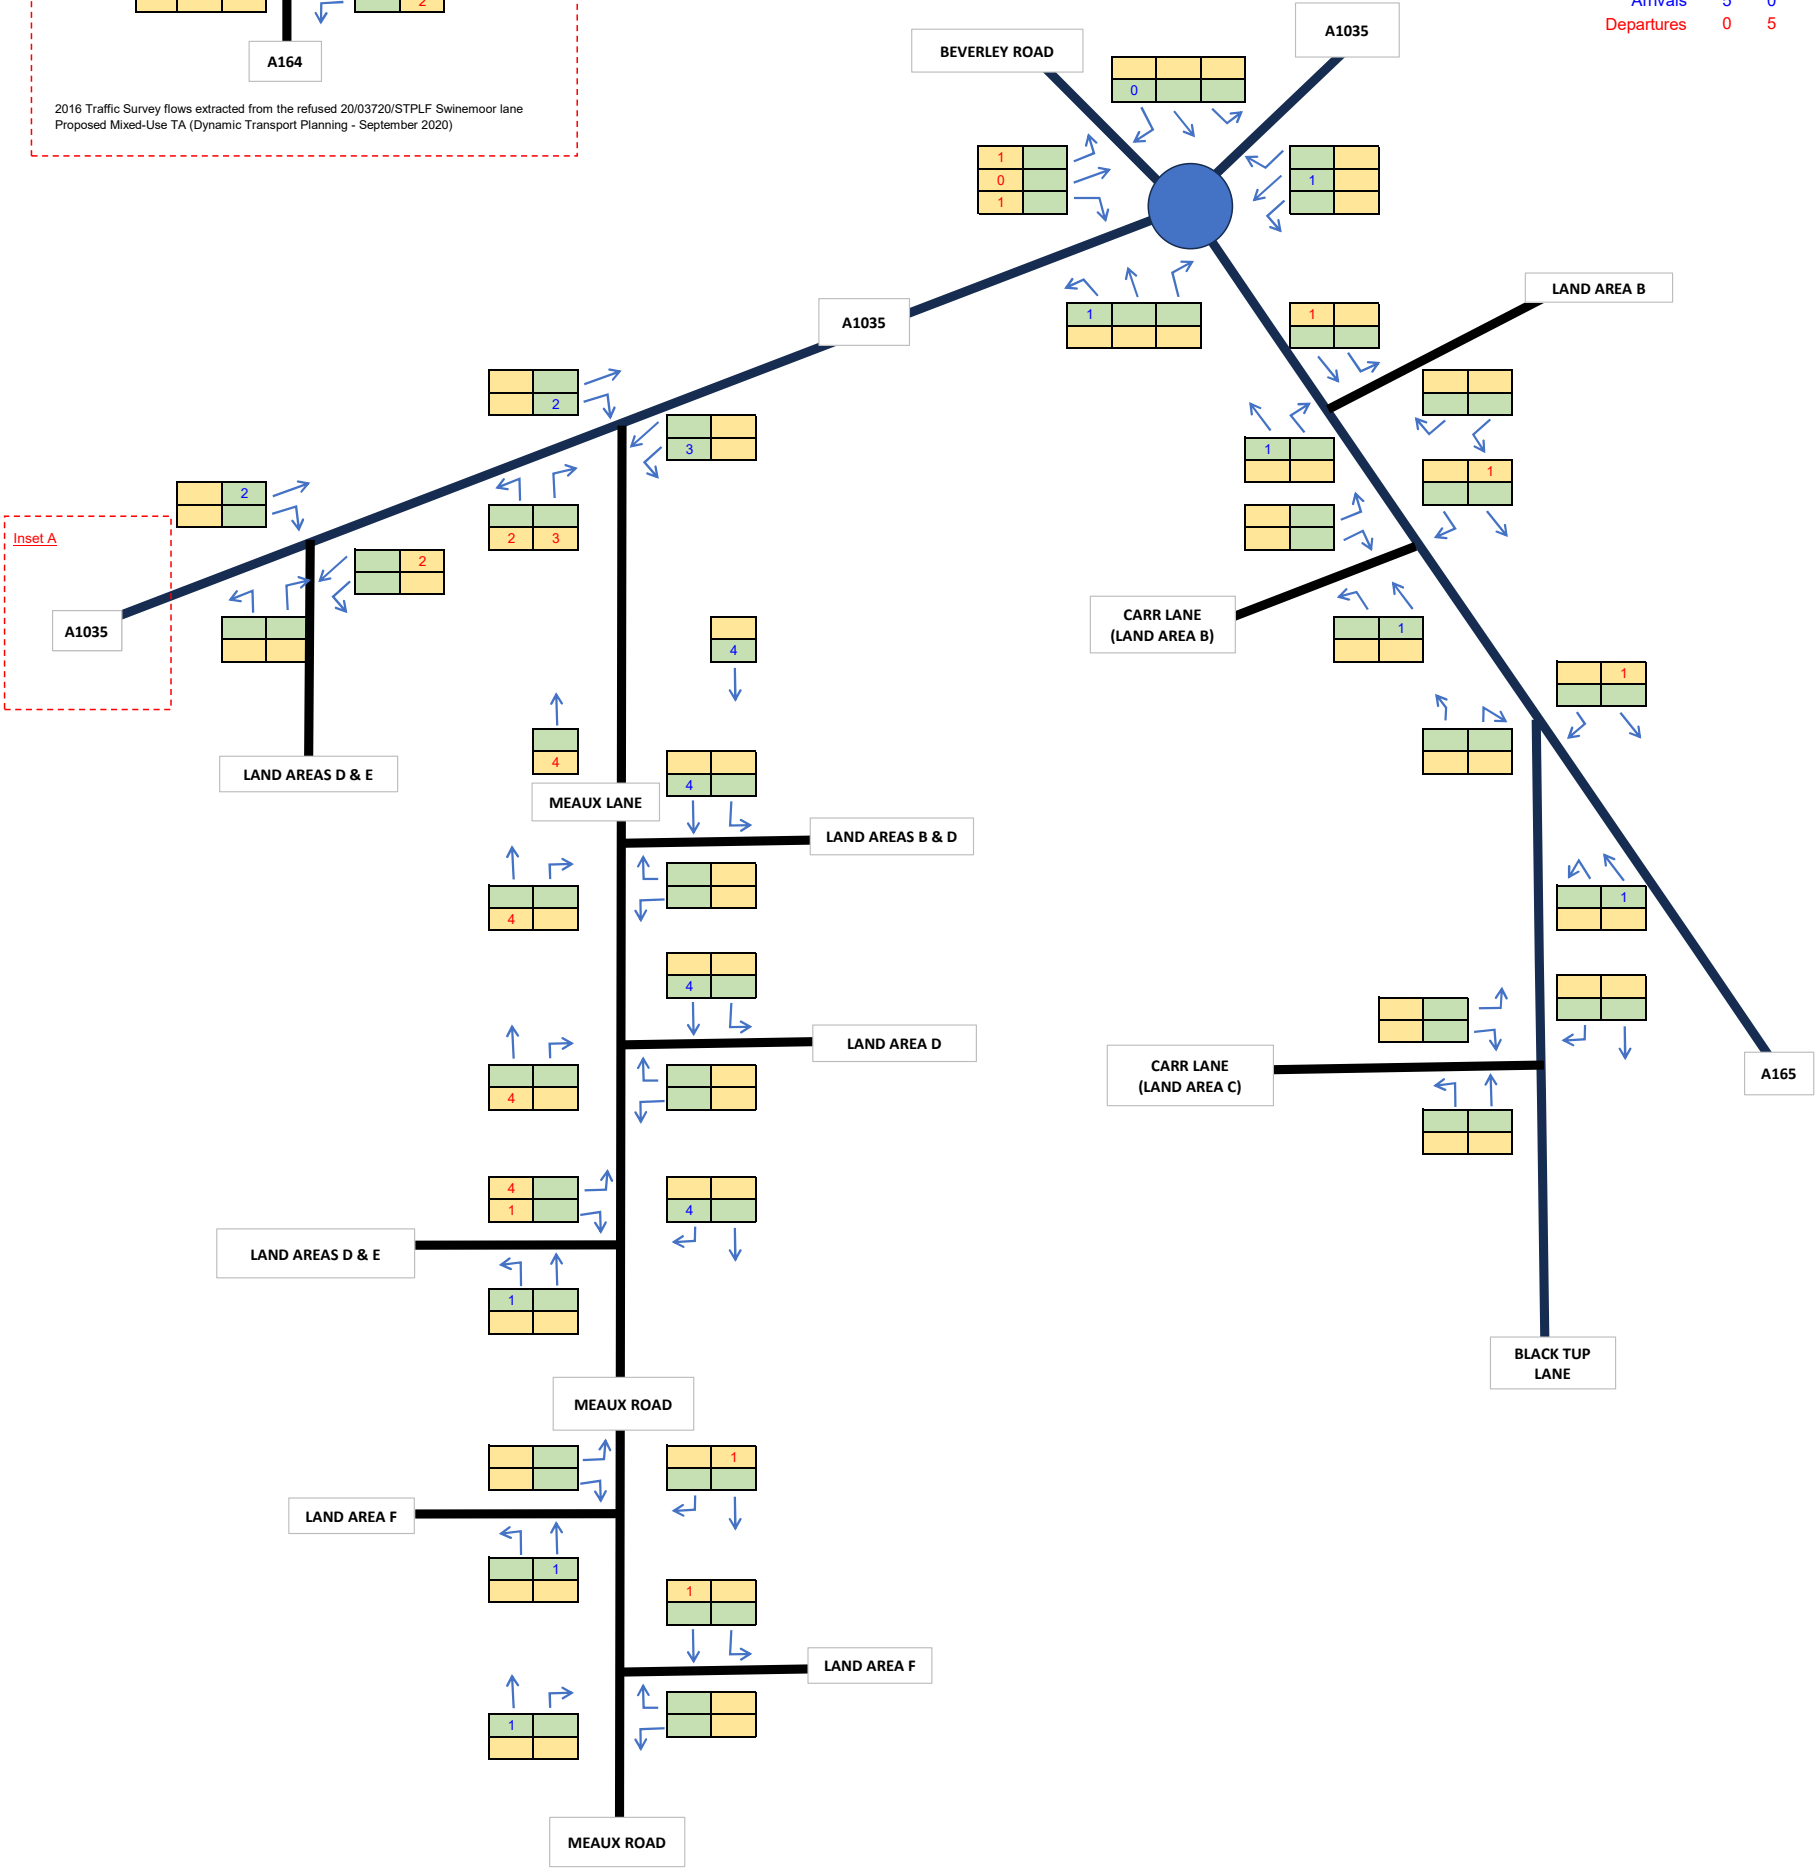 2
Arrivals 5 0
Departures 0 5
A164
2016 Traffic Survey flows extracted from the refused 20/03720/STPLF Swinemoor lane
Proposed Mixed-Use TA (Dynamic Transport Planning - September 2020)
BEVERLEY ROAD
A1035
0
1
0
1
1
A1035
1
LAND AREA B
1
2
3
1
1
2
2 3
Inset A
2
A1035
CARR LANE
(LAND AREA B)
1
4
1
4
LAND AREAS D & E
MEAUX LANE
4
LAND AREAS B & D
4
1
4
LAND AREA D
4
CARR LANE
(LAND AREA C)
A165
4
1
4
LAND AREAS D & E
1
BLACK TUP
LANE
MEAUX ROAD
1
LAND AREA F
1
1
LAND AREA F
1
MEAUX ROAD